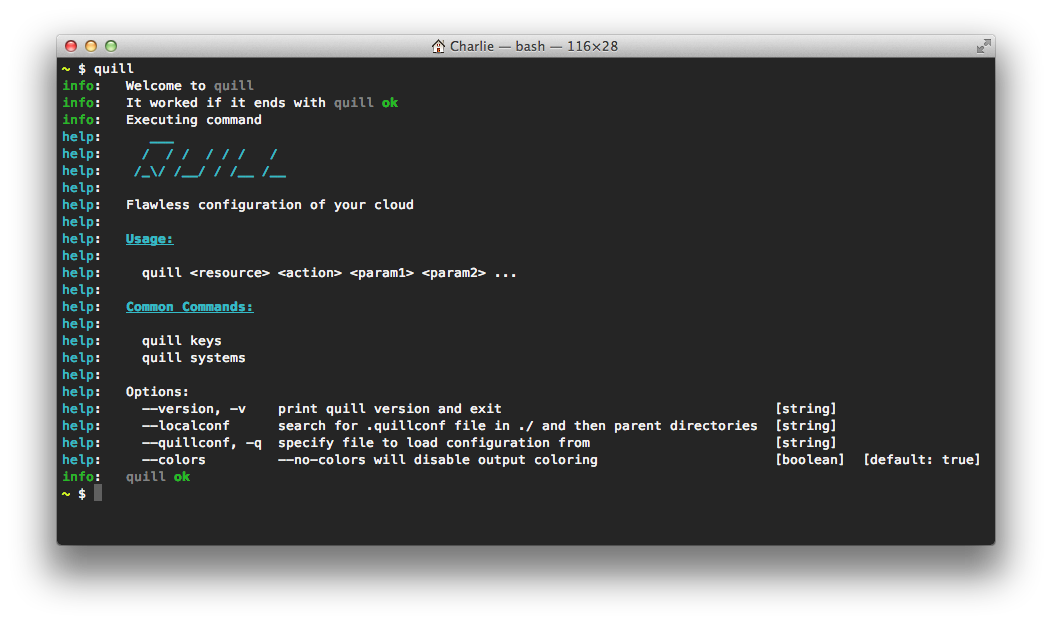 Charlie — bash — 116×28
~ $ quill
info:   Welcome to quill
info:   It worked if it ends with quill ok
info:   Executing command
help:      ___
help:     /  / /  / / /   /
help:    /_\/ /__/ / /__ /__
help:
help:   Flawless configuration of your cloud
help:
help:   Usage:
help:
help:     quill <resource> <action> <param1> <param2> ...
help:
help:   Common Commands:
help:
help:     quill keys
help:     quill systems
help:
help:   Options:
help:     --version, -v    print quill version and exit                                  [string]
help:     --localconf      search for .quillconf file in ./ and then parent directories  [string]
help:     --quillconf, -q  specify file to load configuration from                       [string]
help:     --colors         --no-colors will disable output coloring                      [boolean]  [default: true]
info:   quill ok
~ $